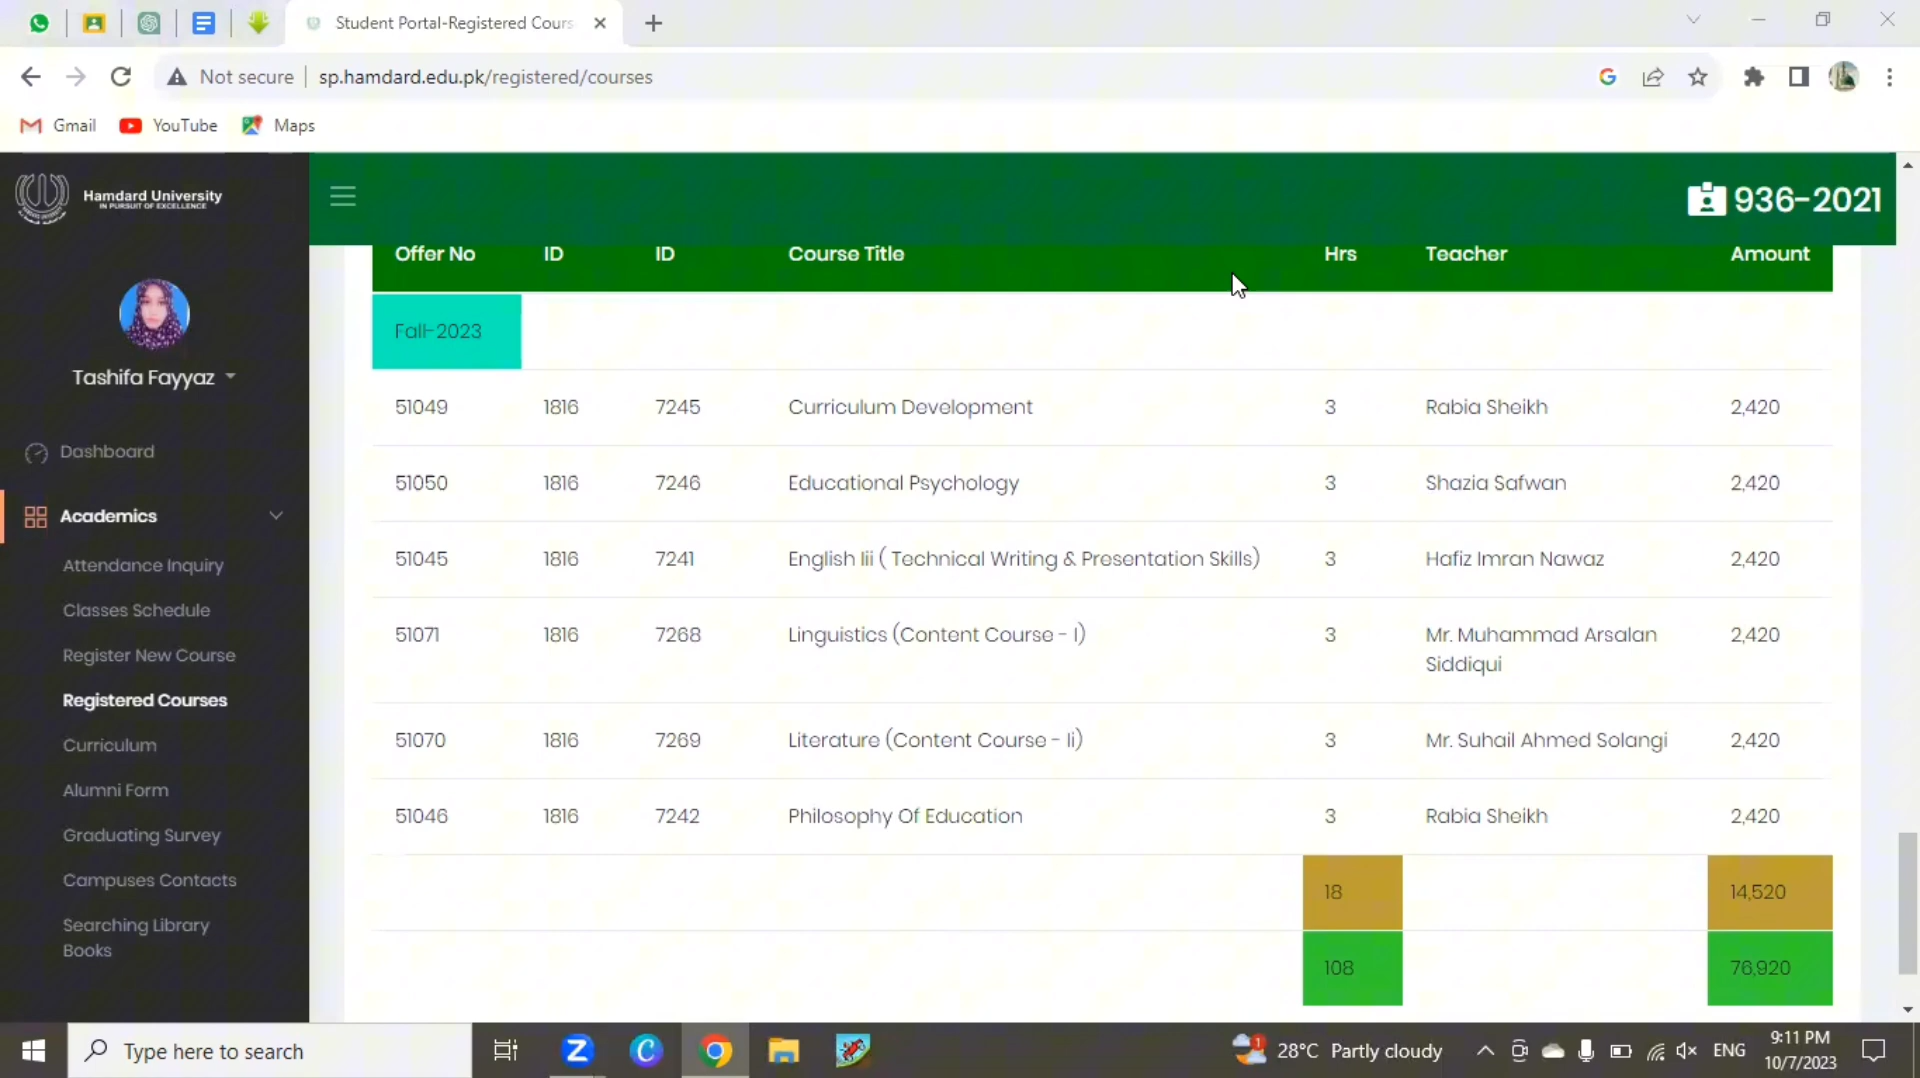 Student Portal-Registered Cours
Not secure
sp.hamdard.edu.pk/registered/courses
Gmail
YouTube
Maps
Hamdard University
IN PURSUIT OF EXCELLENCE
936-2021
Tashifa Fayyaz
Dashboard
Academics
Attendance Inquiry
Classes Schedule
Register New Course
Registered Courses
Curriculum
Alumni Form
Graduating Survey
Campuses Contacts
Searching Library
Books
Offer No ID ID Course Title Hrs Teacher Amount
Fall-2023
51049 1816 7245 Curriculum Development 3 Rabia Sheikh 2,420
51050 1816 7246 Educational Psychology 3 Shazia Safwan 2,420
51045 1816 7241 English Iii ( Technical Writing & Presentation Skills) 3 Hafiz Imran Nawaz 2,420
51071 1816 7268 Linguistics (Content Course - I) 3 Mr. Muhammad Arsalan 2,420
Siddiqui
51070 1816 7269 Literature (Content Course - Ii) 3 Mr. Suhail Ahmed Solangi 2,420
51046 1816 7242 Philosophy Of Education 3 Rabia Sheikh 2,420
18 14,520
108 76,920
Type here to search
28°C Partly cloudy
ENG
9:11 PM
10/7/2023